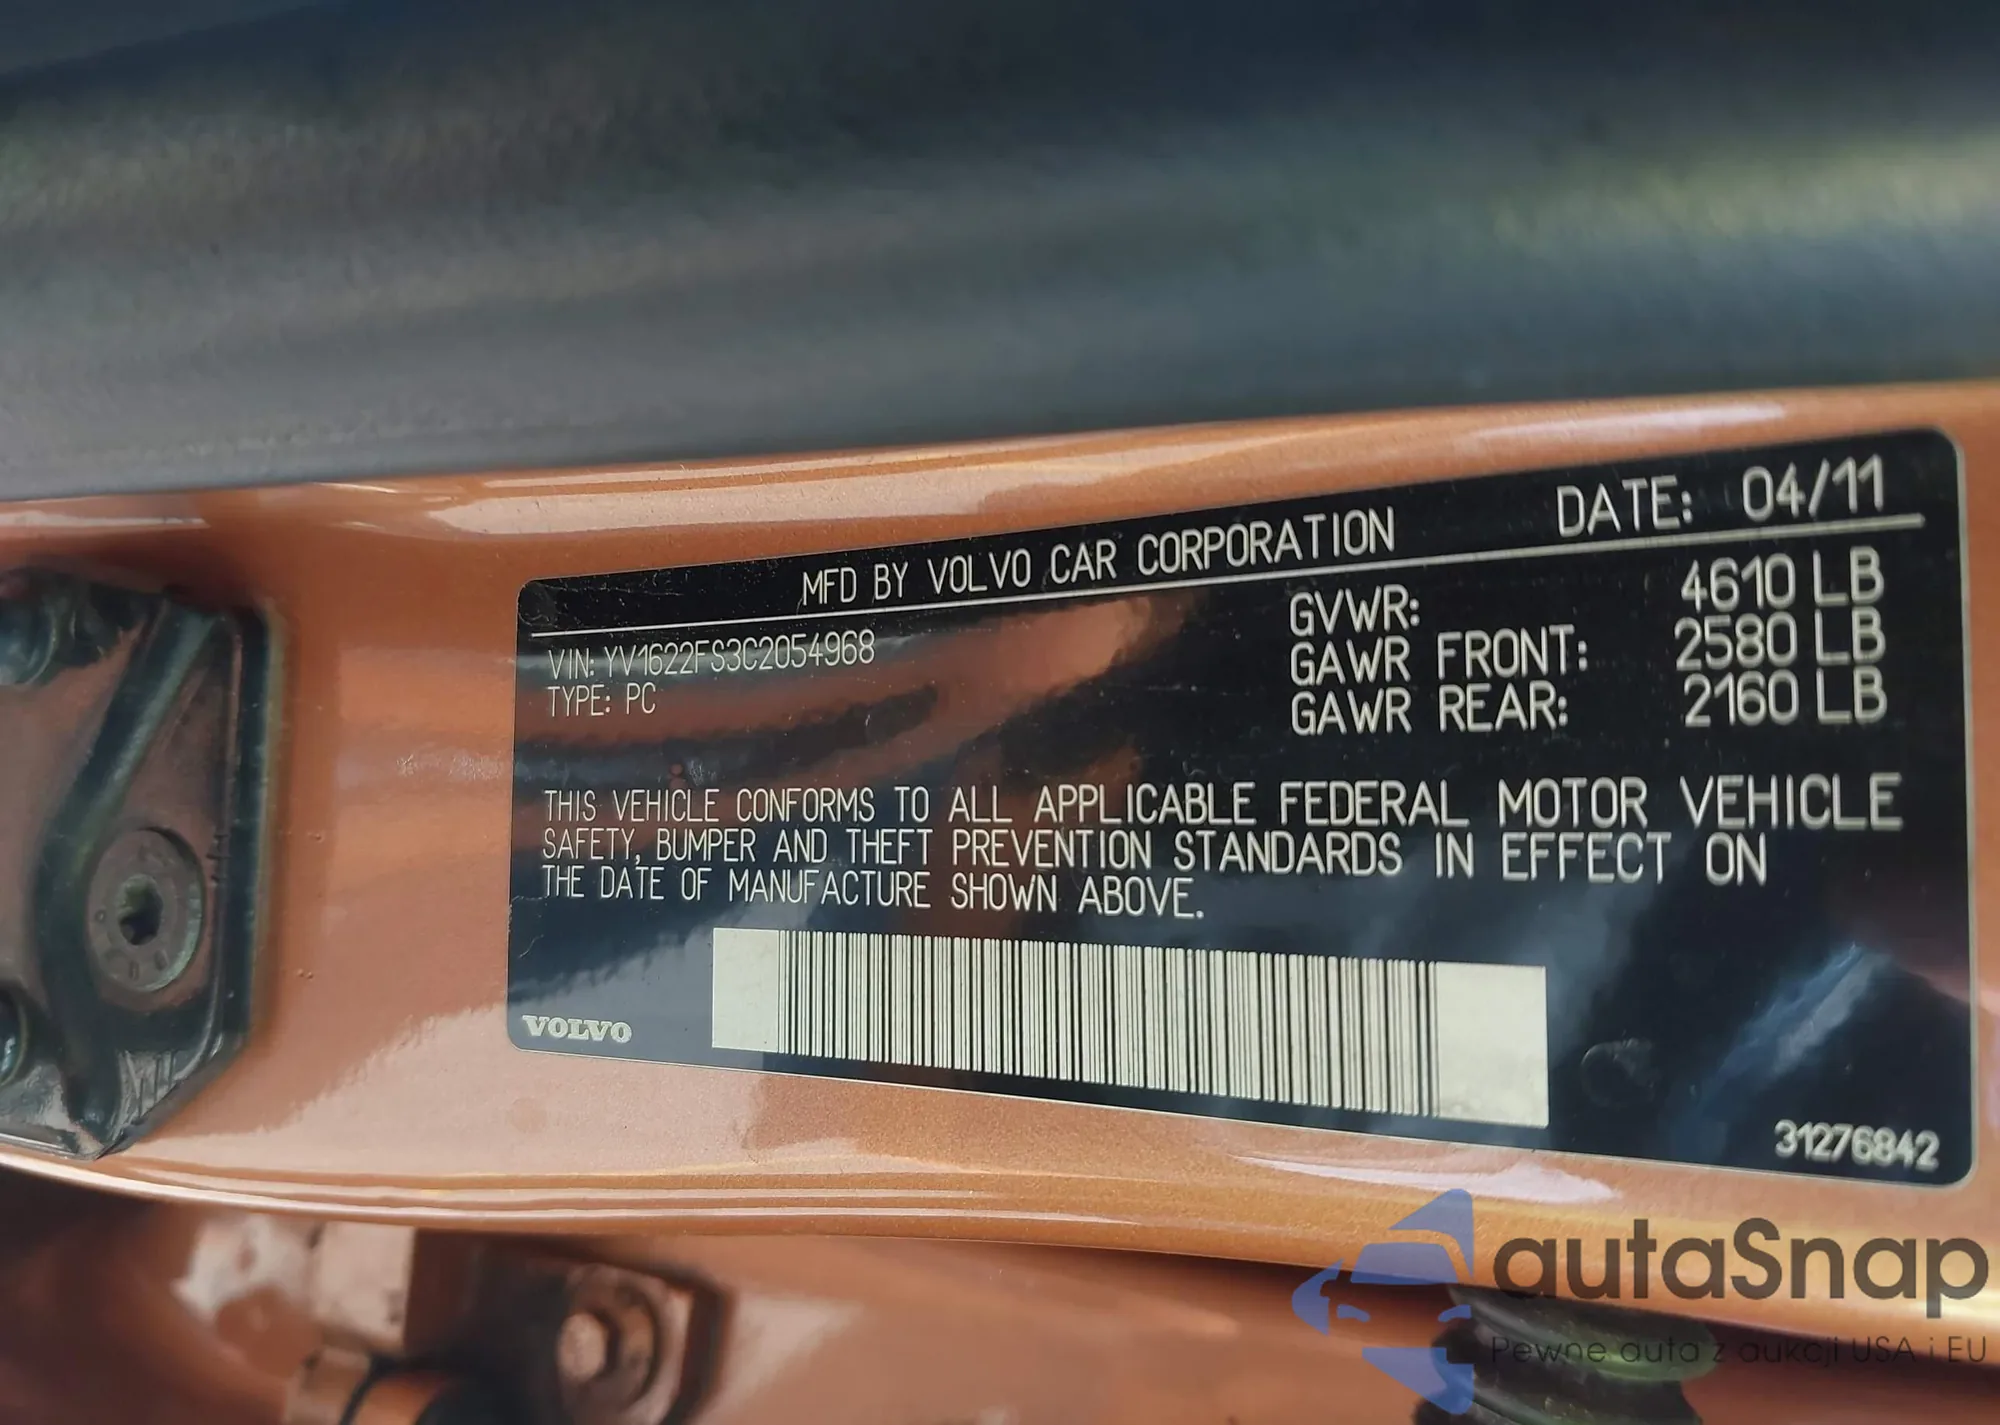 MFD BY VOLVO CAR CORPORATION DATE: 04/11
VIN: YV1622FS3C2054968
TYPE: PC
GVWR: 4610 LB
GAWR FRONT: 2580 LB
GAWR REAR: 2160 LB
THIS VEHICLE CONFORMS TO ALL APPLICABLE FEDERAL MOTOR VEHICLE
SAFETY, BUMPER AND THEFT PREVENTION STANDARDS IN EFFECT ON
THE DATE OF MANUFACTURE SHOWN ABOVE.
VOLVO
31276842
autaSnap
Pewne auta z aukcji USA i EU